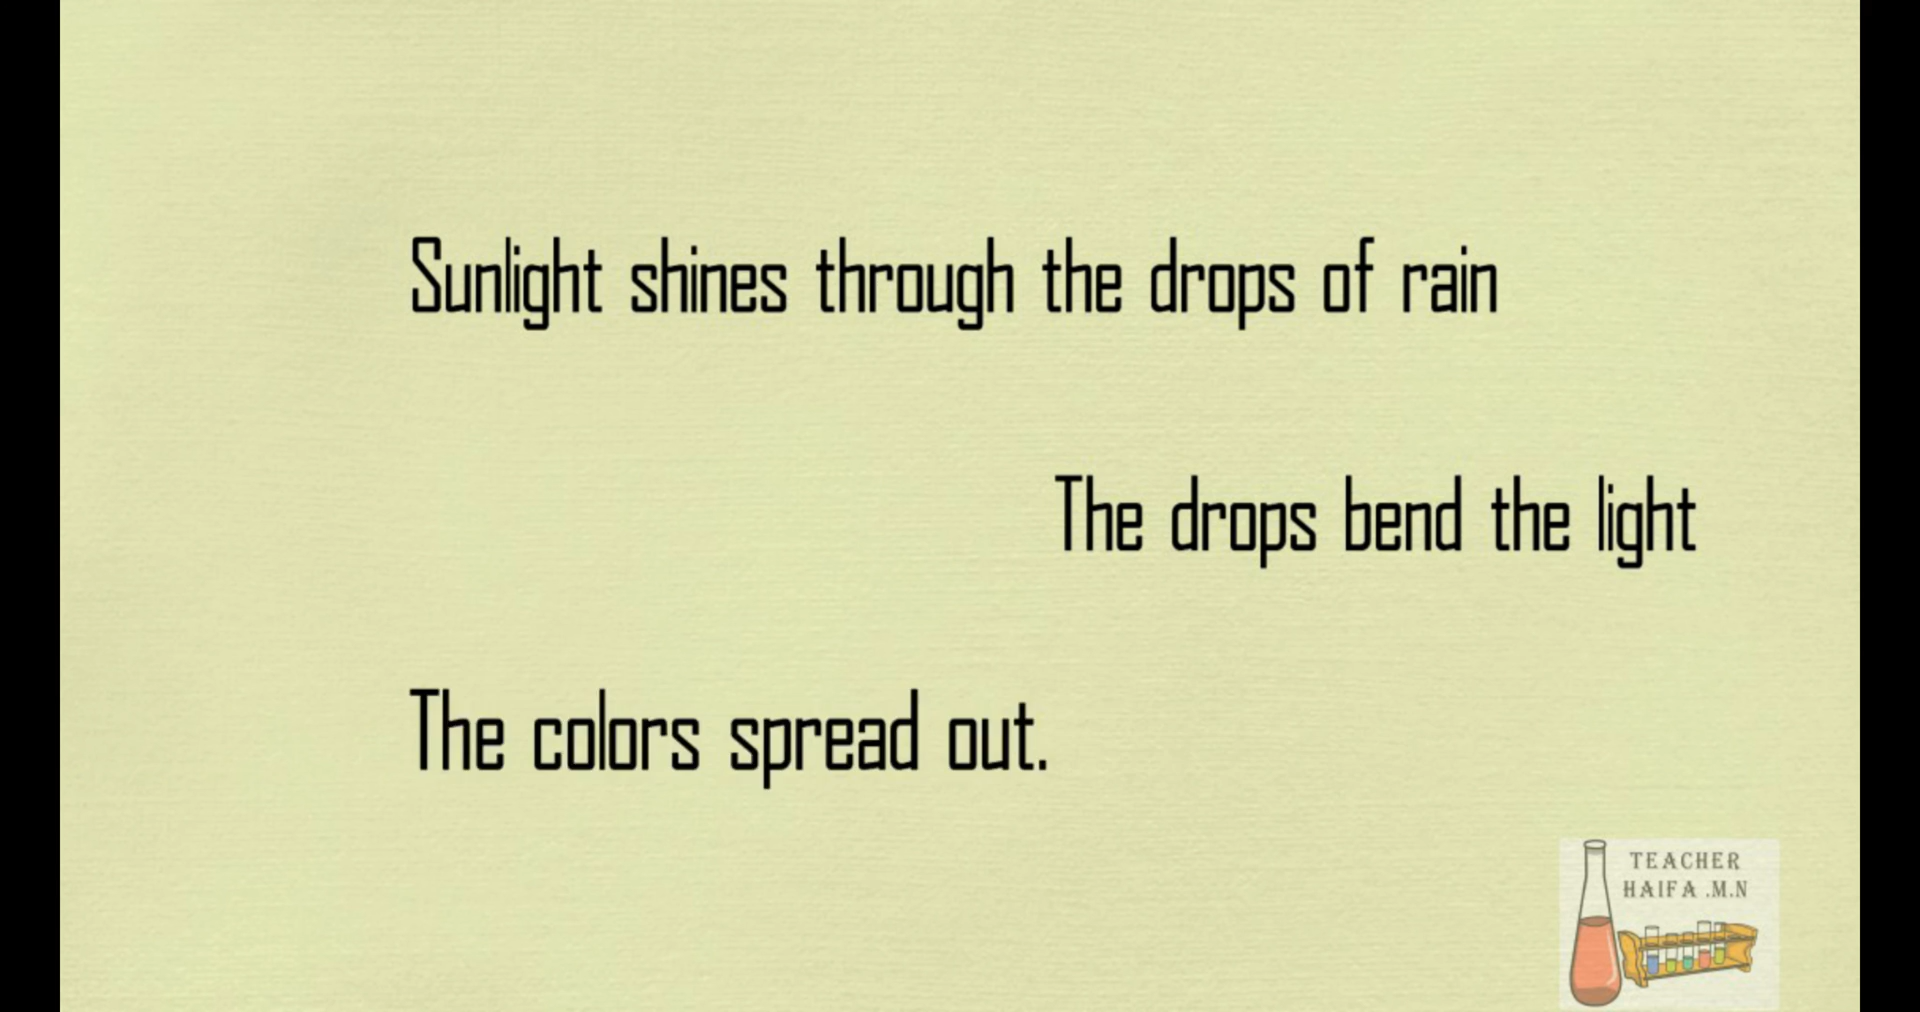 Sunlight shines through the drops of rain
The drops bend the light
The colors spread out.
TEACHER
HAIFA .M.N